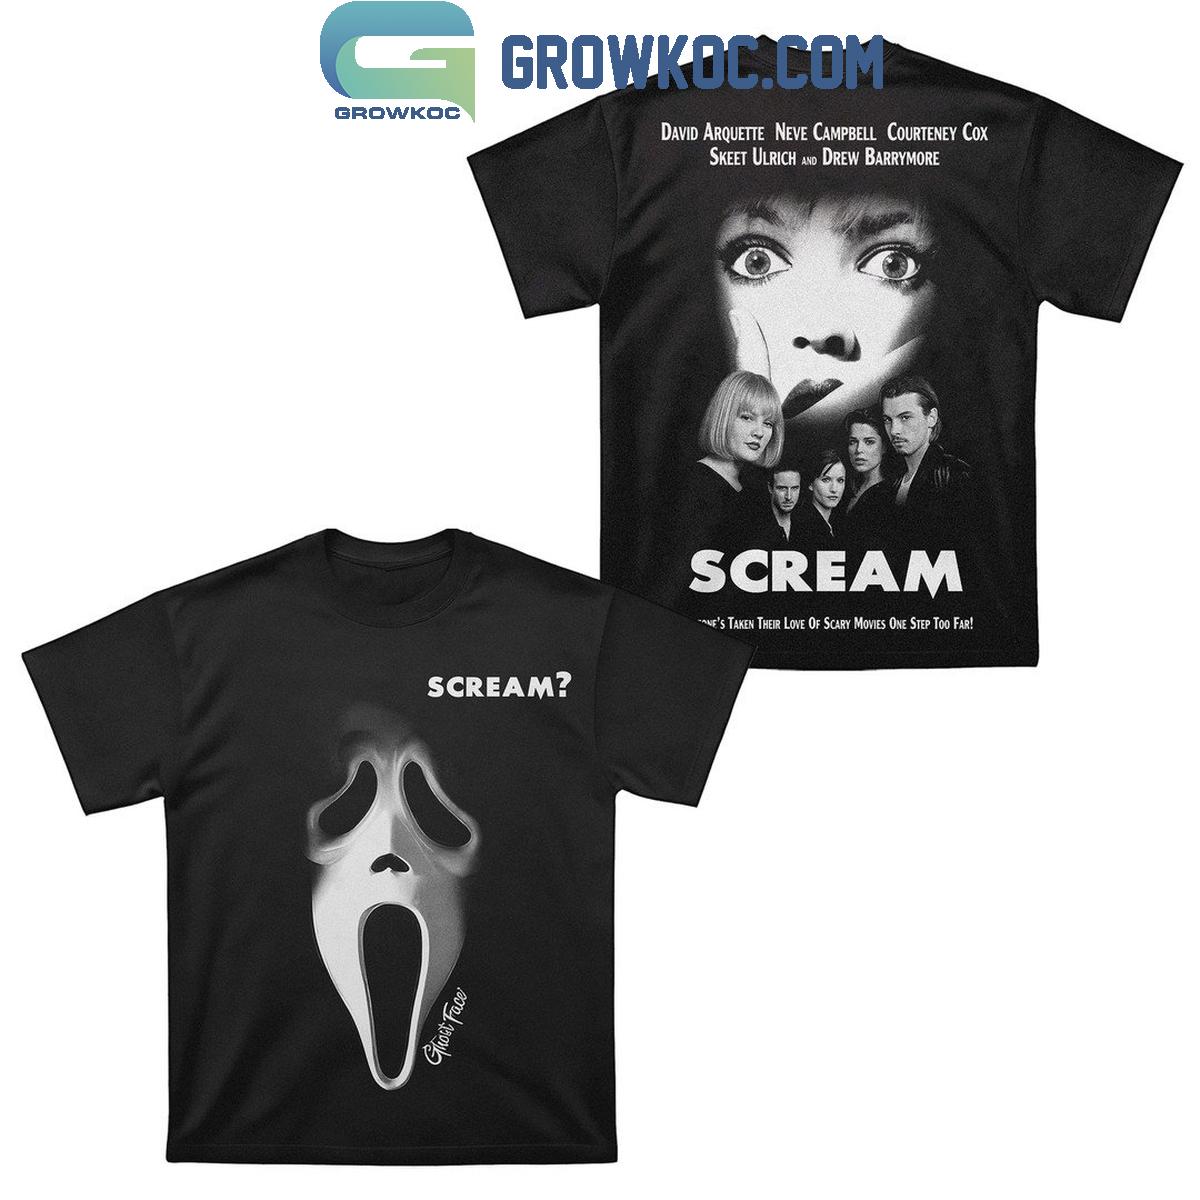 GROWKOC.COM
GROWKOC
DAVID ARQUETTE NEVE CAMPBELL COURTENEY COX
SKEET ULRICH AND DREW BARRYMORE
SCREAM
TAKEN THEIR LOVE OF SCARY MOVIES ONE STEP TOO FAR!
SCREAM?
Ghost Face